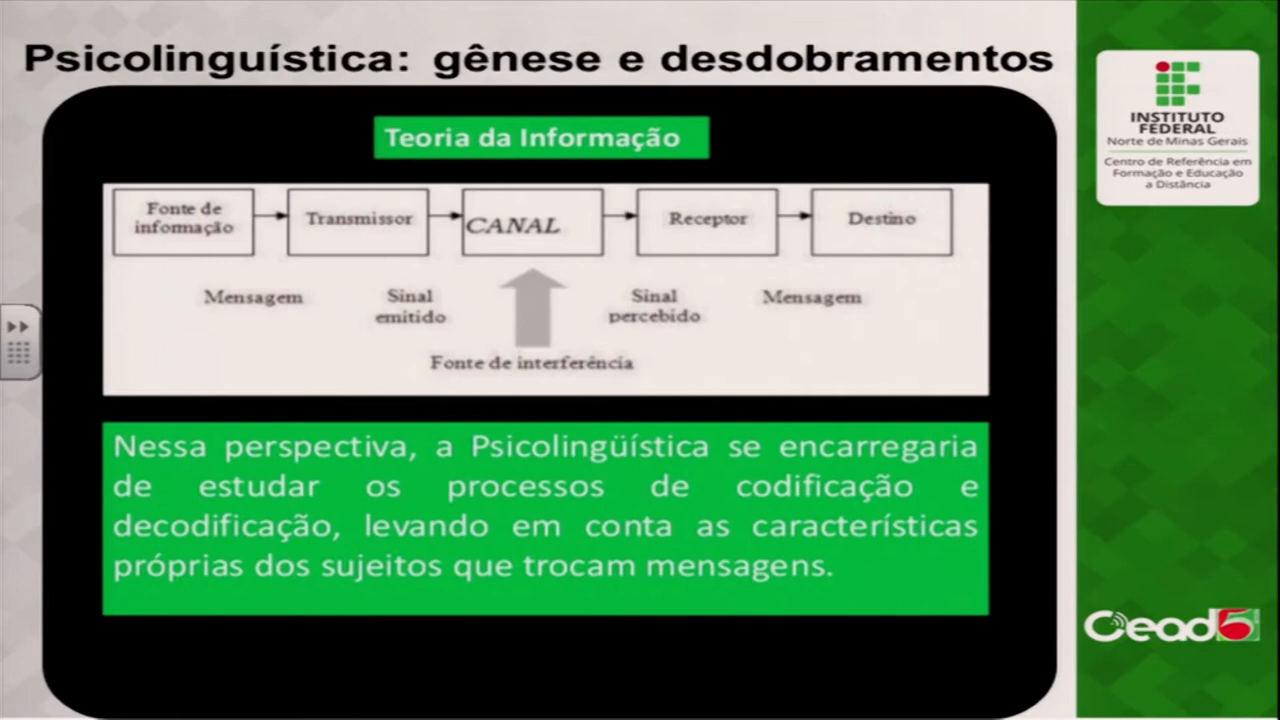 Psicolinguística: gênese e desdobramentos
Teoria da Informação
Fonte de
informação
Transmissor
CANAL
Receptor
Destino
Mensagem
Sinal
emitido
Sinal
percebido
Mensagem
Fonte de interferência
Nessa perspectiva, a Psicolingüística se encarregaria
de estudar os processos de codificação e
decodificação, levando em conta as características
próprias dos sujeitos que trocam mensagens.
INSTITUTO
FEDERAL
Norte de Minas Gerais
Centro de Referência em
Formação e Educação
a Distância
Cead5